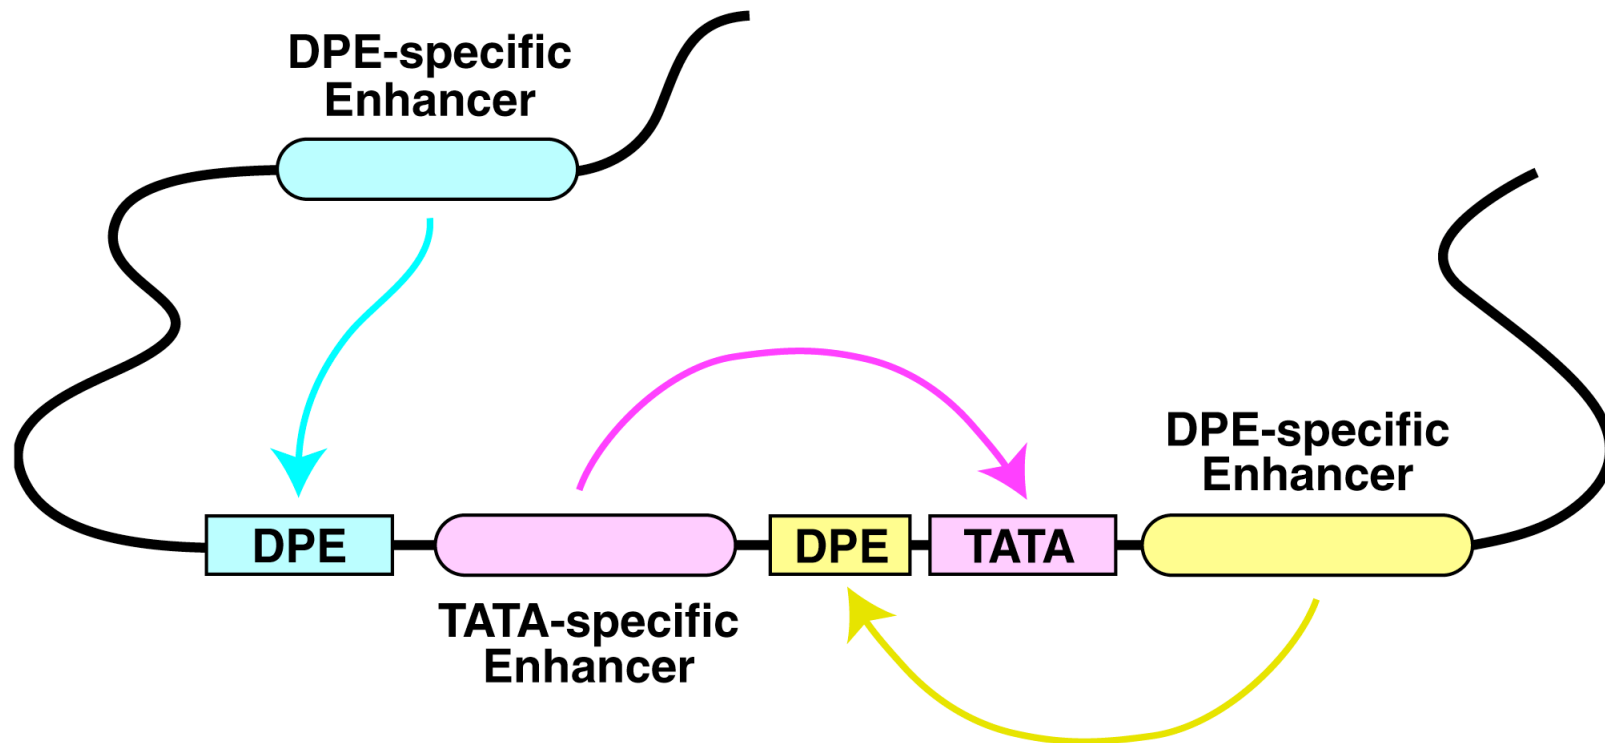 DPE-specific
Enhancer
DPE-specific
Enhancer
DPE
DPE
TATA
TATA-specific
Enhancer